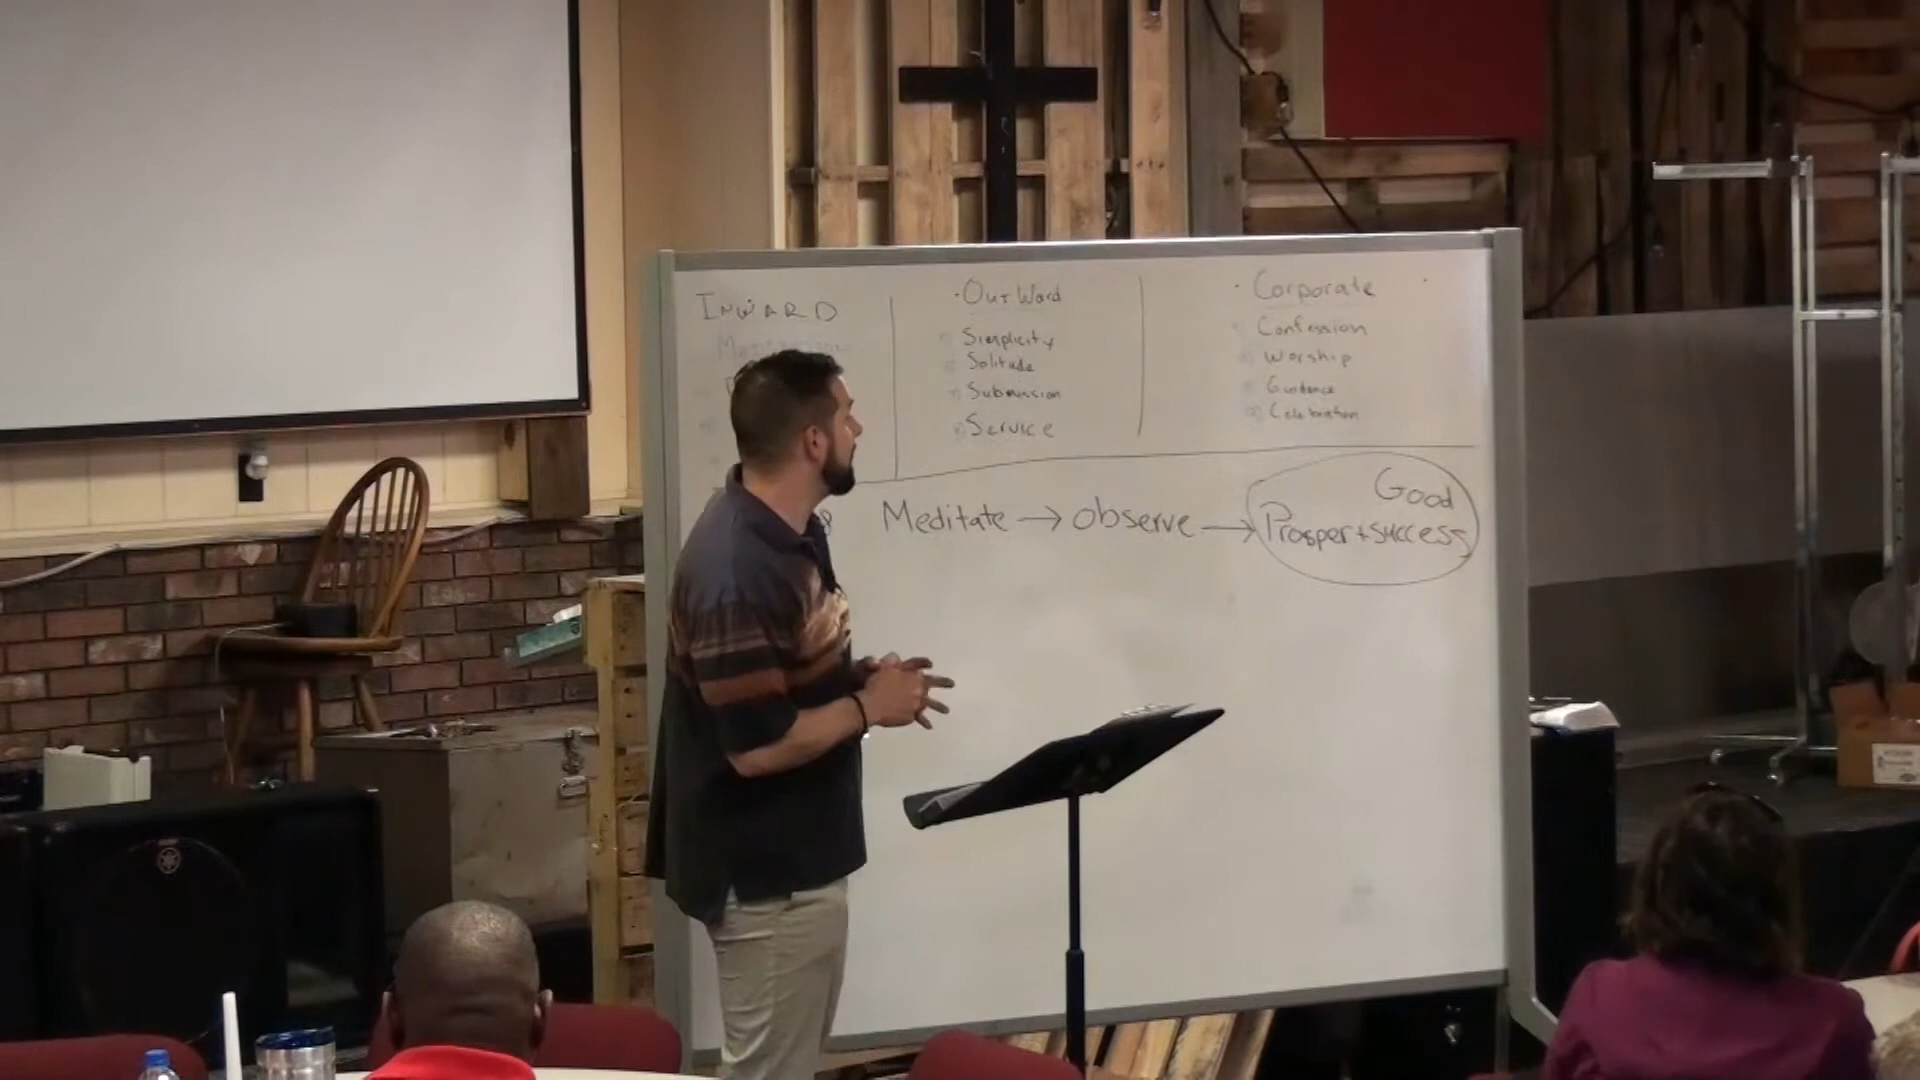 INWARD
OutWard
Simplicity
Solitude
Submission
Service
Corporate
Confession
Worship
Guidance
Celebration
Meditate → observe → Good
Prosper + success